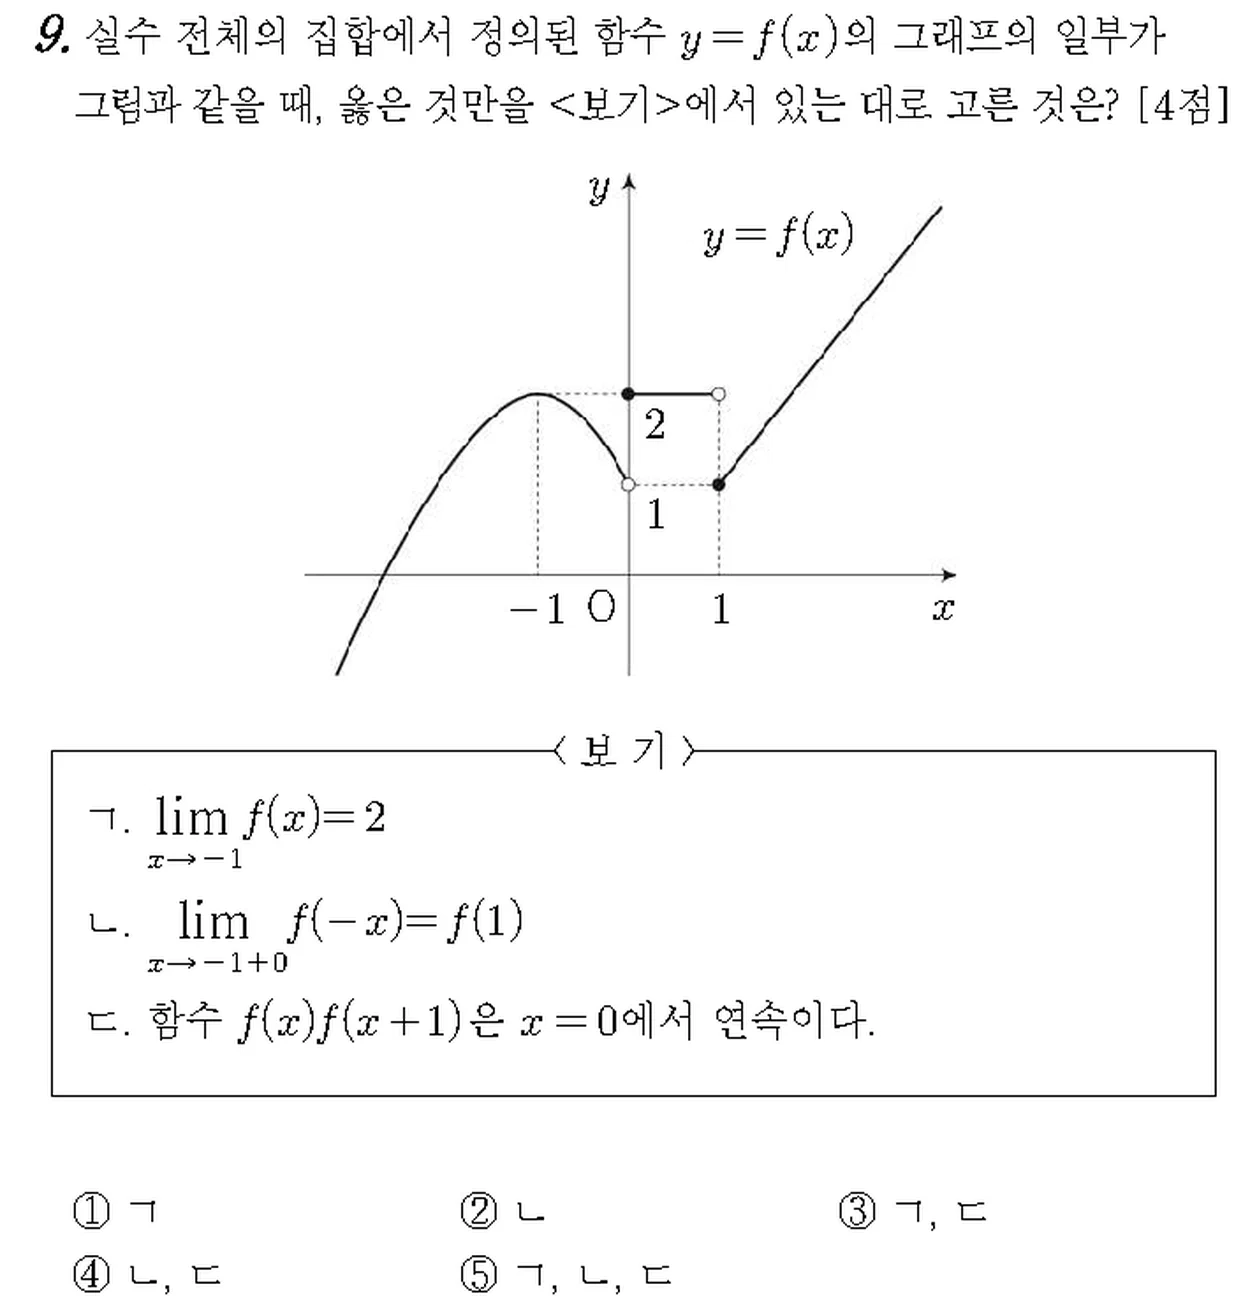 9. 실수 전체의 집합에서 정의된 함수 y=f(x)의 그래프의 일부가
그림과 같을 때, 옳은 것만을 <보기>에서 있는 대로 고른 것은? [4점]
y
y=f(x)
2
1
-1 O 1 x
< 보 기 >
ㄱ. lim f(x)=2
x→-1
ㄴ. lim f(-x)=f(1)
x→-1+0
ㄷ. 함수 f(x)f(x+1)은 x=0에서 연속이다.
① ㄱ ② ㄴ ③ ㄱ, ㄷ
④ ㄴ, ㄷ ⑤ ㄱ, ㄴ, ㄷ